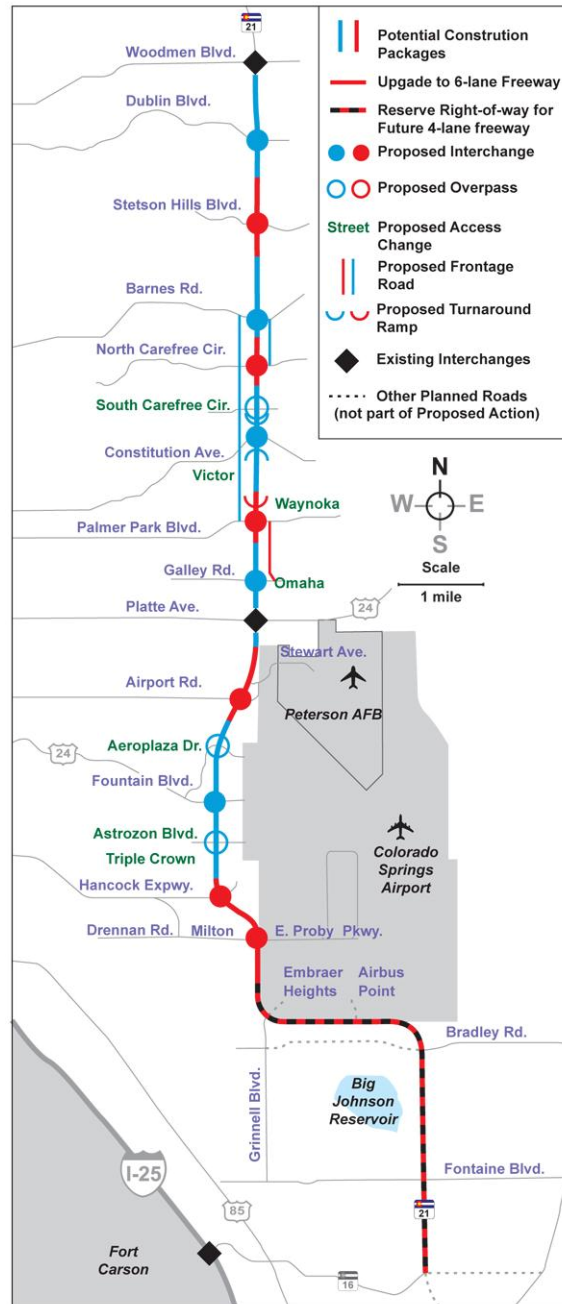 21
Woodmen Blvd.
Dublin Blvd.
Stetson Hills Blvd.
Barnes Rd.
North Carefree Cir.
South Carefree Cir.
Constitution Ave.
Victor
Waynoka
Palmer Park Blvd.
Galley Rd.
Omaha
Platte Ave.
24
Stewart Ave.
Airport Rd.
Peterson AFB
Aeroplaza Dr.
24
Fountain Blvd.
Astrozon Blvd.
Triple Crown
Colorado
Springs
Airport
Hancock Expwy.
Drennan Rd.
Milton
E. Proby Pkwy.
Embraer
Heights
Airbus
Point
Bradley Rd.
Grinnell Blvd.
Big
Johnson
Reservoir
I-25
Fontaine Blvd.
85
21
Fort
Carson
16
Potential Constrution
Packages
Upgade to 6-lane Freeway
Reserve Right-of-way for
Future 4-lane freeway
Proposed Interchange
Proposed Overpass
Street Proposed Access
Change
Proposed Frontage
Road
Proposed Turnaround
Ramp
Existing Interchanges
Other Planned Roads
(not part of Proposed Action)
N
W E
S
Scale
1 mile